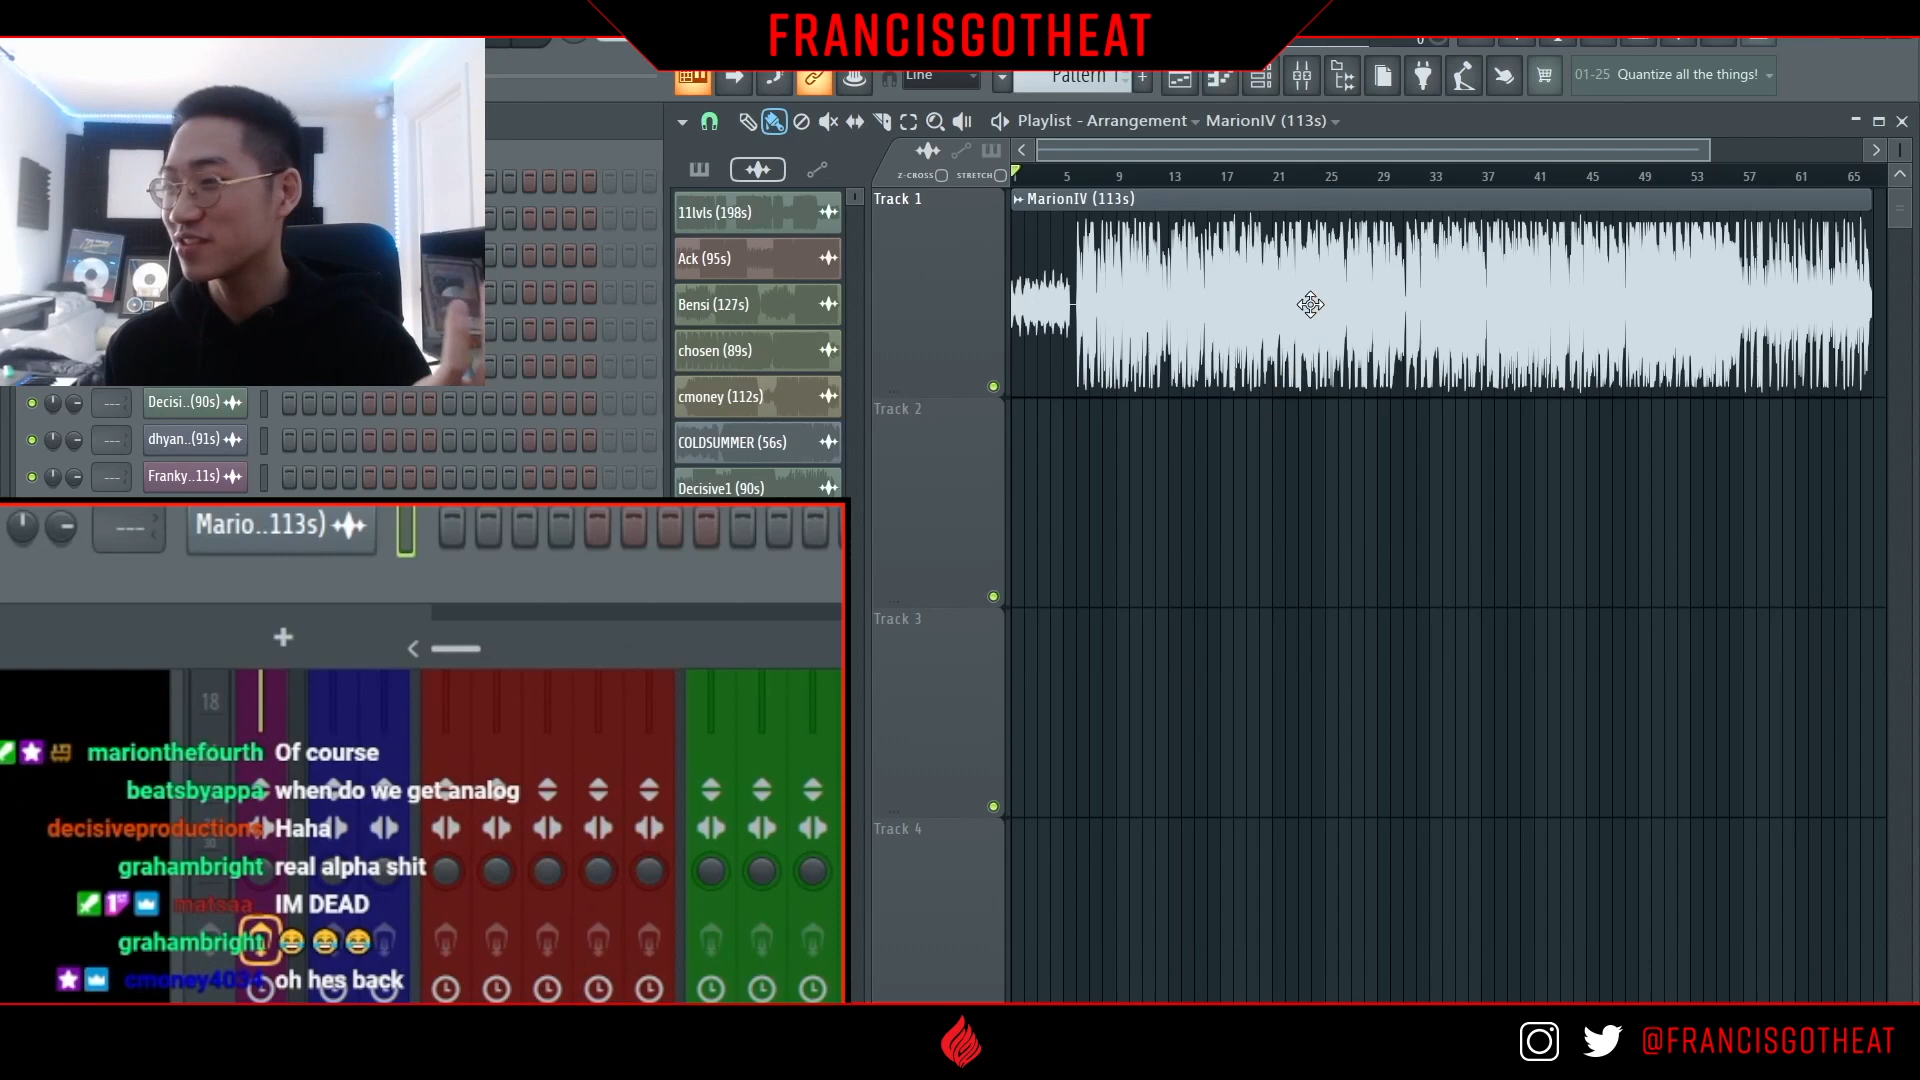 FRANCISGOTHEAT
Line
Pattern 1
+
01-25 Quantize all the things!
Playlist - Arrangement MarionIV (113s)
Z-CROSS STRETCH
5 9 13 17 21 25 29 33 37 41 45 49 53 57 61 65
11lvls (198s)
Ack (95s)
Bensi (127s)
chosen (89s)
cmoney (112s)
COLDSUMMER (56s)
Decisive1 (90s)
Track 1
MarionIV (113s)
Track 2
Track 3
Track 4
--- Decisi..(90s)
--- dhyan..(91s)
--- Franky..11s)
--- Mario..113s)
+
18
30
marionthefourth Of course
beatsbyappa when do we get analog
decisiveproductions Haha
grahambright real alpha shit
matsaa IM DEAD
grahambright 😂😂😂
cmoney4034 oh hes back
@FRANCISGOTHEAT